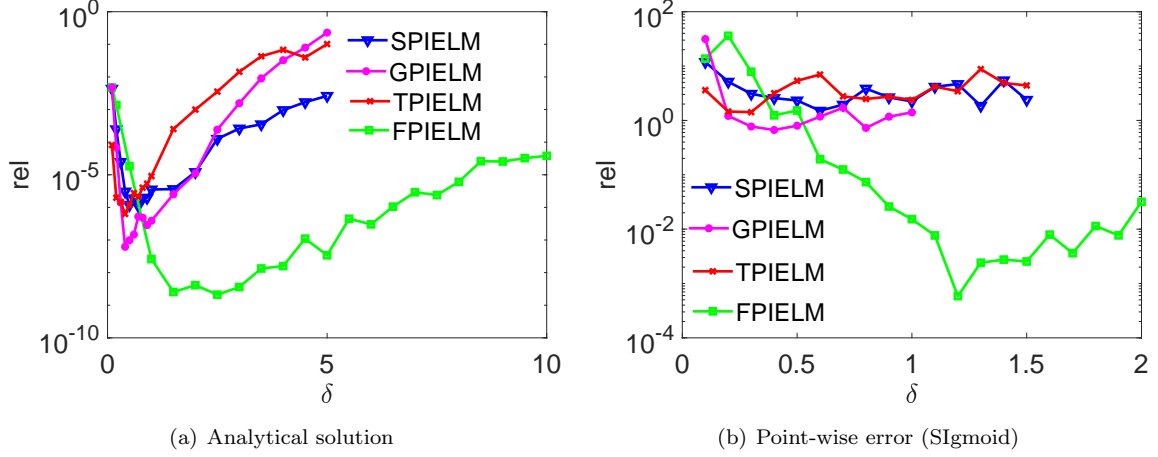 10^0
10^-5
10^-10
rel
0
5
10
δ
SPIELM
GPIELM
TPIELM
FPIELM
(a) Analytical solution
10^2
10^0
10^-2
10^-4
rel
0
0.5
1
1.5
2
δ
SPIELM
GPIELM
TPIELM
FPIELM
(b) Point-wise error (SIgmoid)